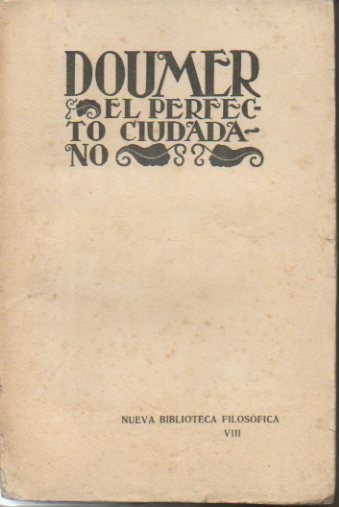 DOUMER
EL PERFEC-
TO CIUDADA-
NO
NUEVA BIBLIOTECA FILOSÓFICA
VIII